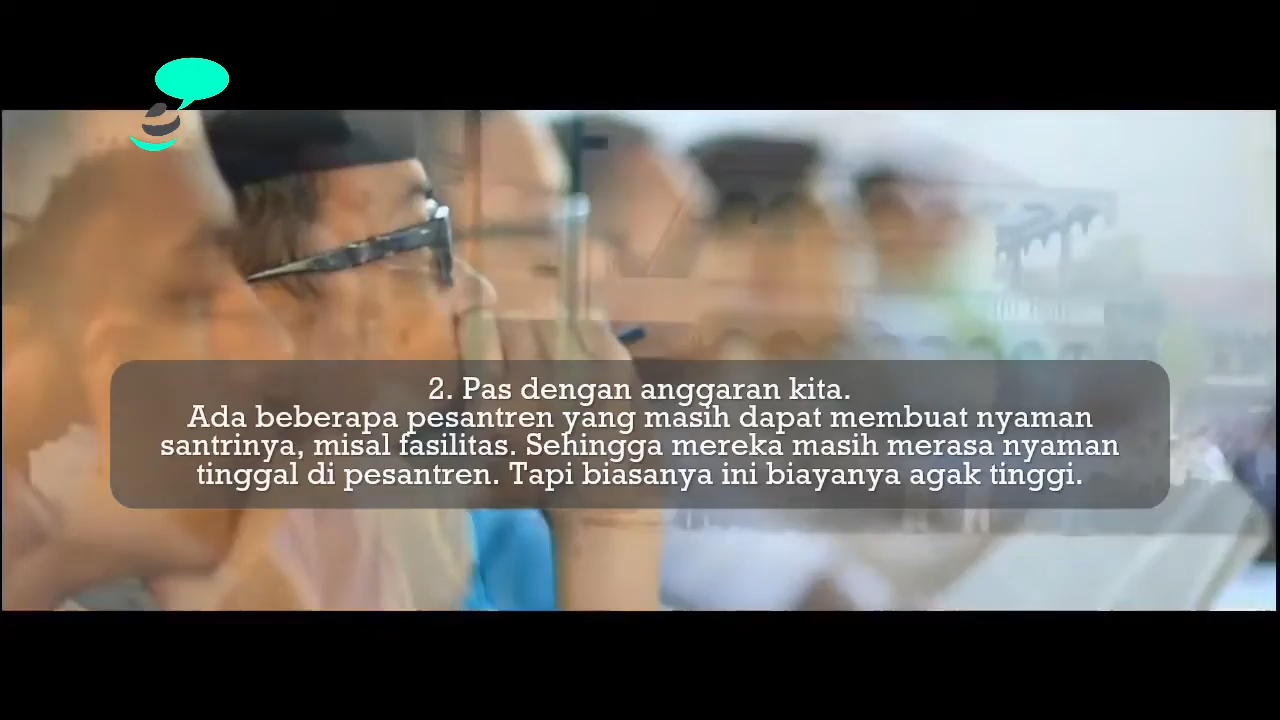 2. Pas dengan anggaran kita.
Ada beberapa pesantren yang masih dapat membuat nyaman
santrinya, misal fasilitas. Sehingga mereka masih merasa nyaman
tinggal di pesantren. Tapi biasanya ini biayanya agak tinggi.